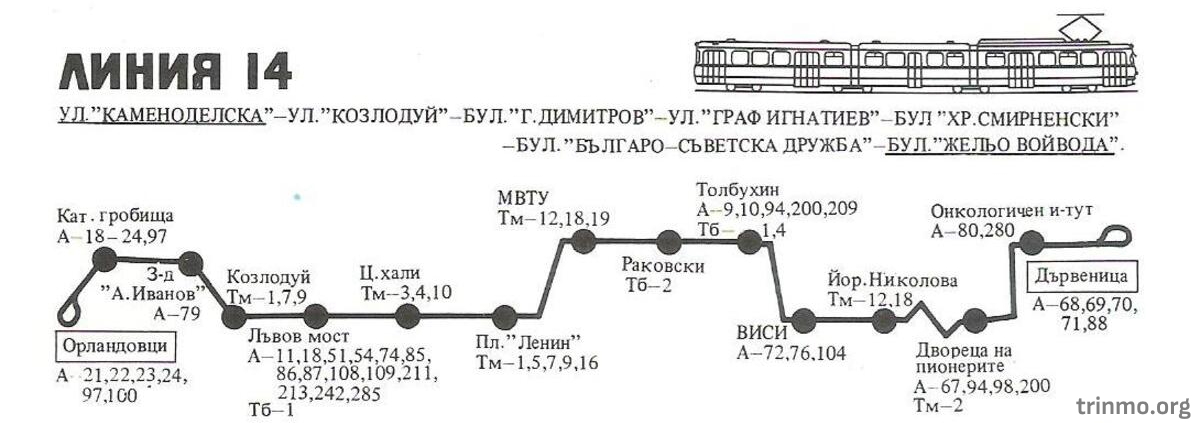 ЛИНИЯ 14
УЛ."КАМЕНОДЕЛСКА"–УЛ."КОЗЛОДУЙ"–БУЛ."Г.ДИМИТРОВ"–УЛ."ГРАФ ИГНАТИЕВ"–БУЛ "ХР.СМИРНЕНСКИ"
–БУЛ."БЪЛГАРО–СЪВЕТСКА ДРУЖБА"–БУЛ."ЖЕЛЬО ВОЙВОДА".
Кат. гробища
А–18–24,97
З-д
"А.Иванов"
А–79
Орландовци
А–21,22,23,24,
97,100
Козлодуй
Тм–1,7,9
Лъвов мост
А–11,18,51,54,74,85,
86,87,108,109,211,
213,242,285
Тб–1
Ц.хали
Тм–3,4,10
Пл."Ленин"
Тм–1,5,7,9,16
МВТУ
Тм–12,18,19
Раковски
Тб–2
Толбухин
А–9,10,94,200,209
Тб–1,4
ВИСИ
А–72,76,104
Йор.Николова
Тм–12,18
Двореца на
пионерите
А–67,94,98,200
Тм–2
Онкологичен и-тут
А–80,280
Дървеница
А–68,69,70,
71,88
trinmo.org